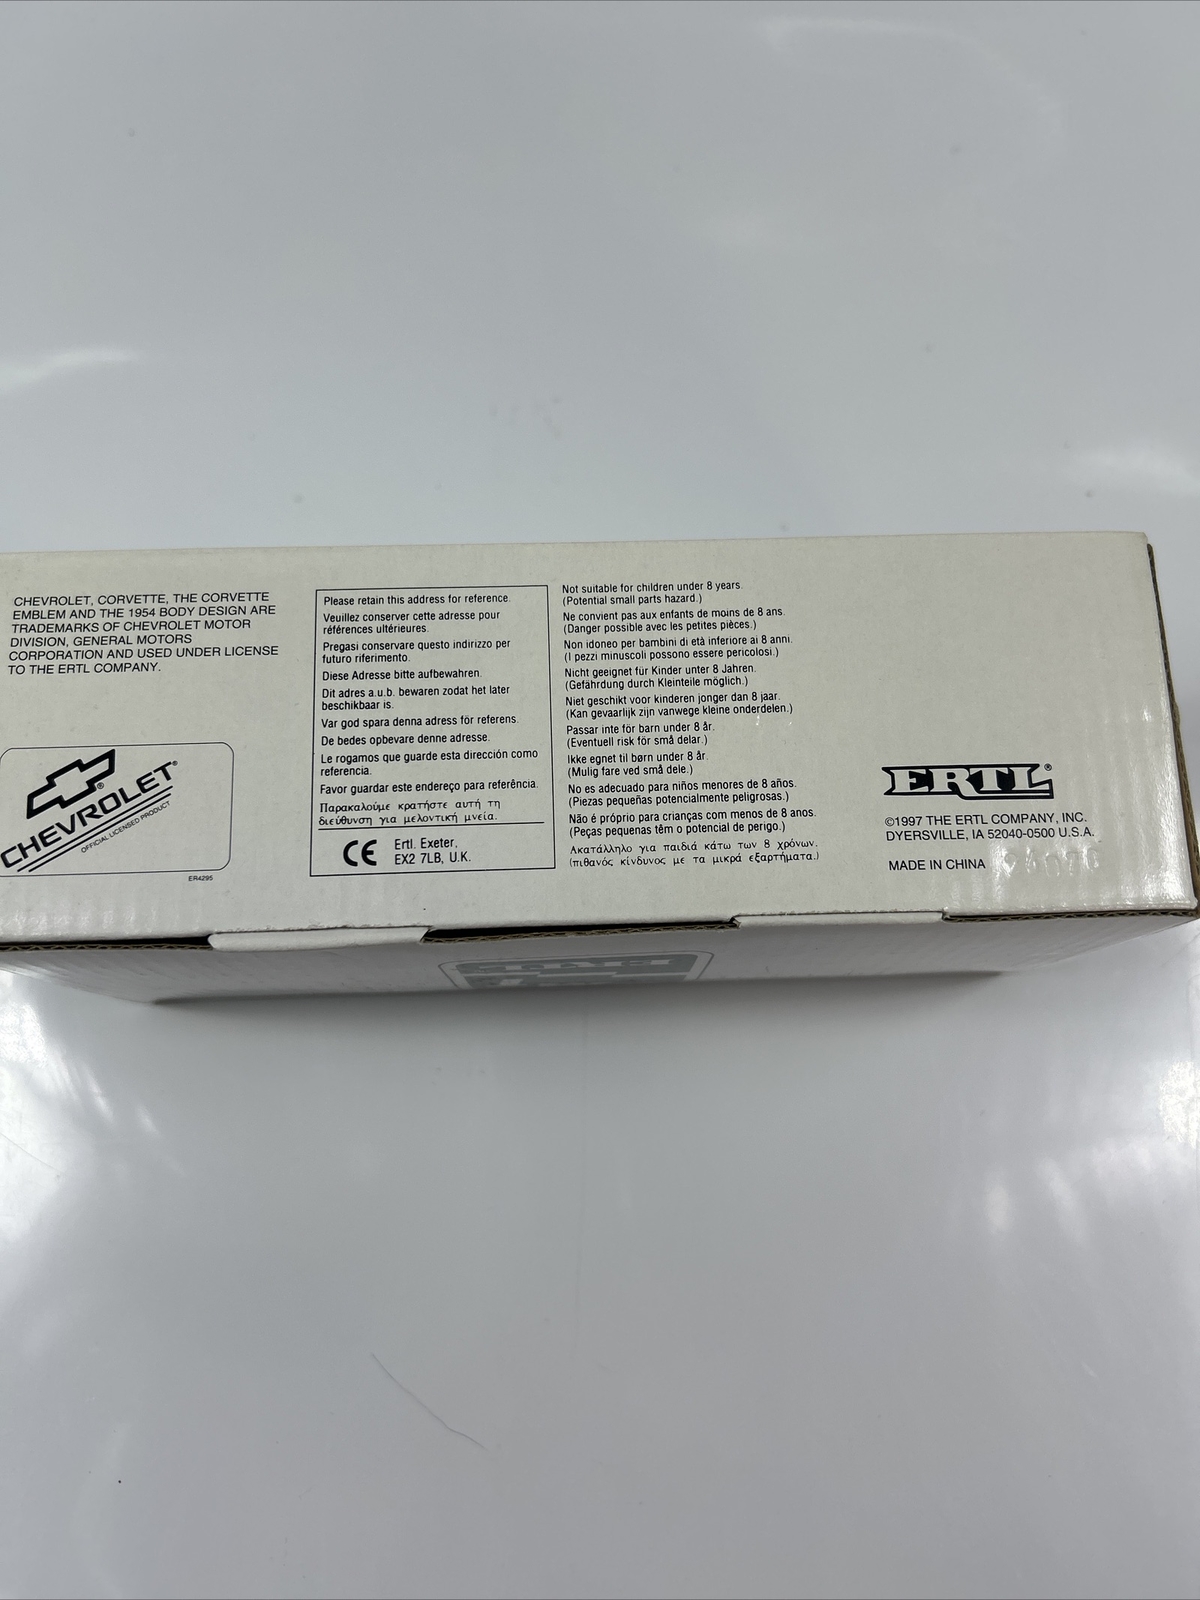 CHEVROLET, CORVETTE, THE CORVETTE
EMBLEM AND THE 1954 BODY DESIGN ARE
TRADEMARKS OF CHEVROLET MOTOR
DIVISION, GENERAL MOTORS
CORPORATION AND USED UNDER LICENSE
TO THE ERTL COMPANY.
CHEVROLET®
OFFICIAL LICENSED PRODUCT
ER4295
Please retain this address for reference.
Veuillez conserver cette adresse pour
références ultérieures.
Pregasi conservare questo indirizzo per
futuro riferimento.
Diese Adresse bitte aufbewahren.
Dit adres a.u.b. bewaren zodat het later
beschikbaar is.
Var god spara denna adress för referens.
De bedes opbevare denne adresse.
Le rogamos que guarde esta dirección como
referencia.
Favor guardar este endereço para referência.
Παρακαλούμε κρατήστε αυτή τη
διεύθυνση για μελοντική μνεία.
CE
Ertl. Exeter,
EX2 7LB, U.K.
Not suitable for children under 8 years.
(Potential small parts hazard.)
Ne convient pas aux enfants de moins de 8 ans.
(Danger possible avec les petites pièces.)
Non idoneo per bambini di età inferiore ai 8 anni.
(I pezzi minuscoli possono essere pericolosi.)
Nicht geeignet für Kinder unter 8 Jahren.
(Gefährdung durch Kleinteile möglich.)
Niet geschikt voor kinderen jonger dan 8 jaar.
(Kan gevaarlijk zijn vanwege kleine onderdelen.)
Passar inte för barn under 8 år.
(Eventuell risk för små delar.)
Ikke egnet til børn under 8 år.
(Mulig fare ved små dele.)
No es adecuado para niños menores de 8 años.
(Piezas pequeñas potencialmente peligrosas.)
Não é próprio para crianças com menos de 8 anos.
(Peças pequenas têm o potencial de perigo.)
Ακατάλληλο για παιδιά κάτω των 8 χρόνων.
(πιθανός κίνδυνος με τα μικρά εξαρτήματα.)
ERTL®
©1997 THE ERTL COMPANY, INC.
DYERSVILLE, IA 52040-0500 U.S.A.
MADE IN CHINA